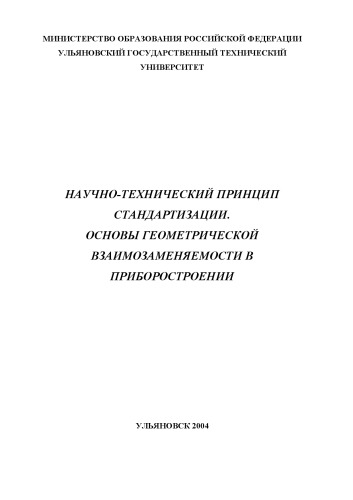 МИНИСТЕРСТВО ОБРАЗОВАНИЯ РОССИЙСКОЙ ФЕДЕРАЦИИ
УЛЬЯНОВСКИЙ ГОСУДАРСТВЕННЫЙ ТЕХНИЧЕСКИЙ
УНИВЕРСИТЕТ
НАУЧНО-ТЕХНИЧЕСКИЙ ПРИНЦИП
СТАНДАРТИЗАЦИИ.
ОСНОВЫ ГЕОМЕТРИЧЕСКОЙ
ВЗАИМОЗАМЕНЯЕМОСТИ В
ПРИБОРОСТРОЕНИИ
УЛЬЯНОВСК 2004